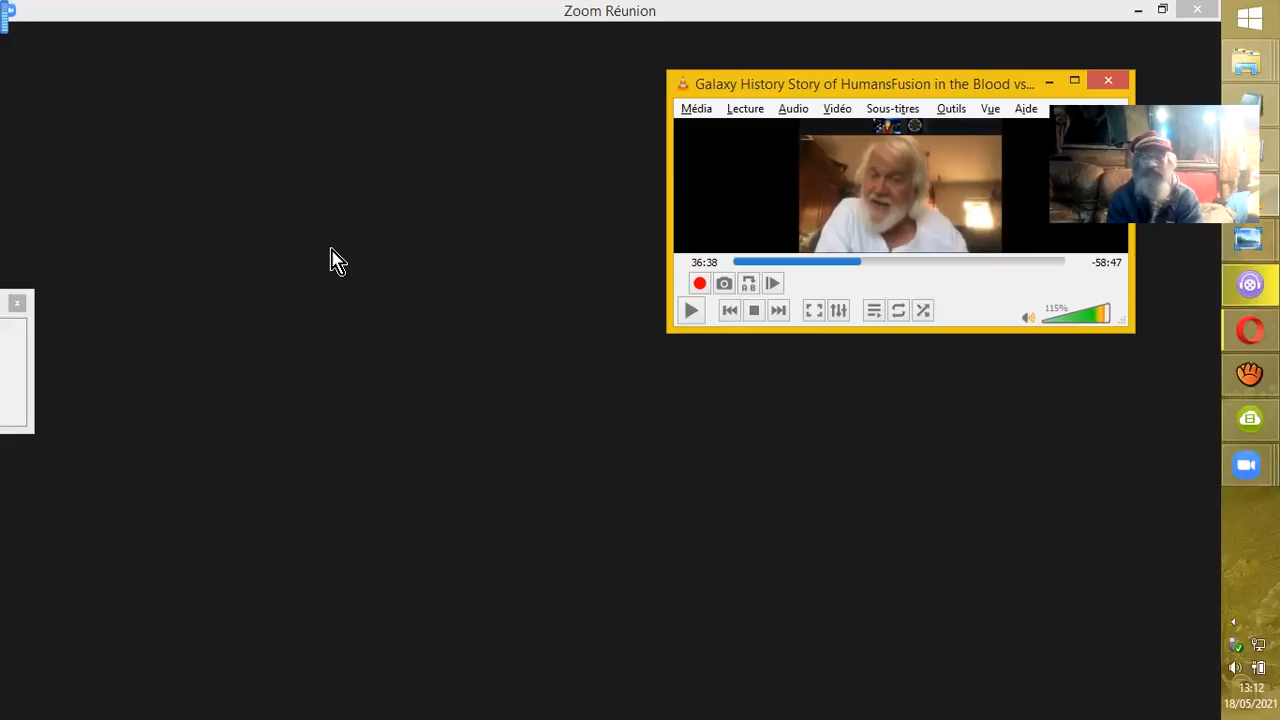 Zoom Réunion
Galaxy History Story of HumansFusion in the Blood vs...
Média Lecture Audio Vidéo Sous-titres Outils Vue Aide
36:38
-58:47
A B
115%
13:12
18/05/2021